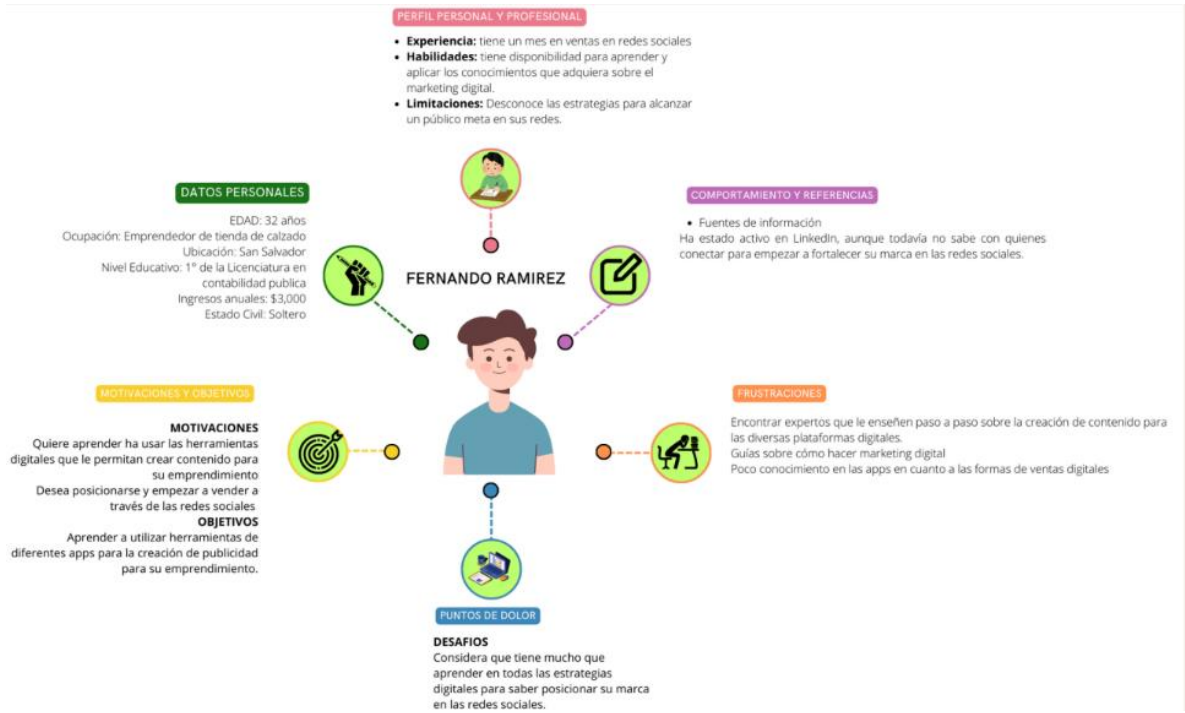 PERFIL PERSONAL Y PROFESIONAL
• Experiencia: tiene un mes en ventas en redes sociales
• Habilidades: tiene disponibilidad para aprender y
aplicar los conocimientos que adquiera sobre el
marketing digital.
• Limitaciones: Desconoce las estrategias para alcanzar
un público meta en sus redes.
DATOS PERSONALES
EDAD: 32 años
Ocupación: Emprendedor de tienda de calzado
Ubicación: San Salvador
Nivel Educativo: 1° de la Licenciatura en
contabilidad publica
Ingresos anuales: $3,000
Estado Civil: Soltero
COMPORTAMIENTO Y REFERENCIAS
• Fuentes de información
Ha estado activo en LinkedIn, aunque todavía no sabe con quienes
conectar para empezar a fortalecer su marca en las redes sociales.
FERNANDO RAMIREZ
MOTIVACIONES Y OBJETIVOS
MOTIVACIONES
Quiere aprender ha usar las herramientas
digitales que le permitan crear contenido para
su emprendimiento
Desea posicionarse y empezar a vender a
través de las redes sociales
OBJETIVOS
Aprender a utilizar herramientas de
diferentes apps para la creación de publicidad
para su emprendimiento.
FRUSTRACIONES
Encontrar expertos que le enseñen paso a paso sobre la creación de contenido para
las diversas plataformas digitales.
Guías sobre cómo hacer marketing digital
Poco conocimiento en las apps en cuanto a las formas de ventas digitales
PUNTOS DE DOLOR
DESAFIOS
Considera que tiene mucho que
aprender en todas las estrategias
digitales para saber posicionar su marca
en las redes sociales.